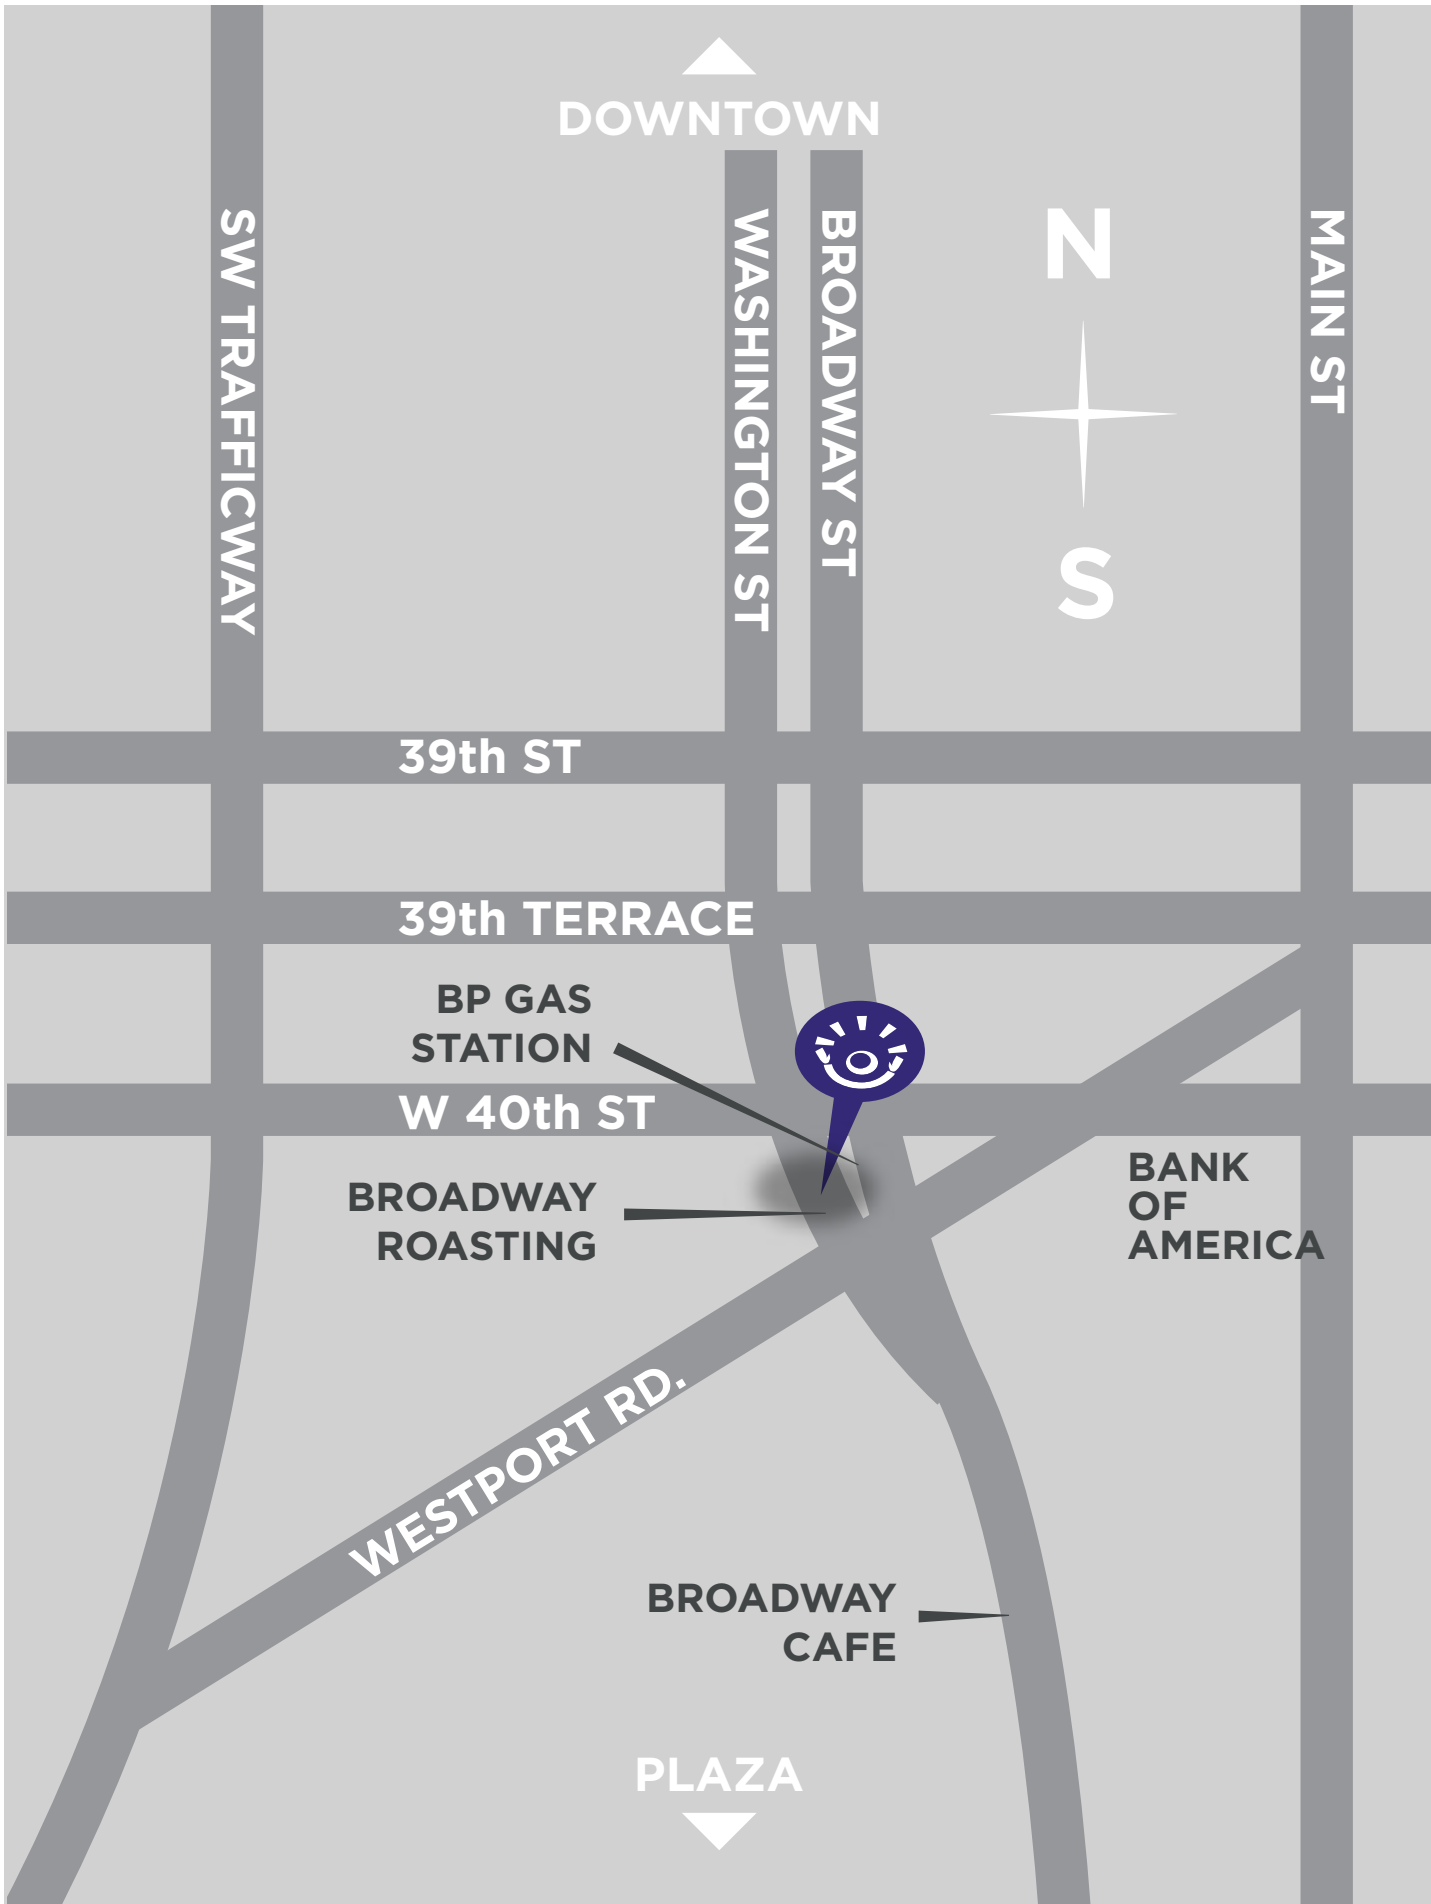 DOWNTOWN
SW TRAFFICWAY
WASHINGTON ST
BROADWAY ST
N
MAIN ST
S
39th ST
39th TERRACE
BP GAS
STATION
W 40th ST
BROADWAY
ROASTING
BANK
OF
AMERICA
WESTPORT RD.
BROADWAY
CAFE
PLAZA